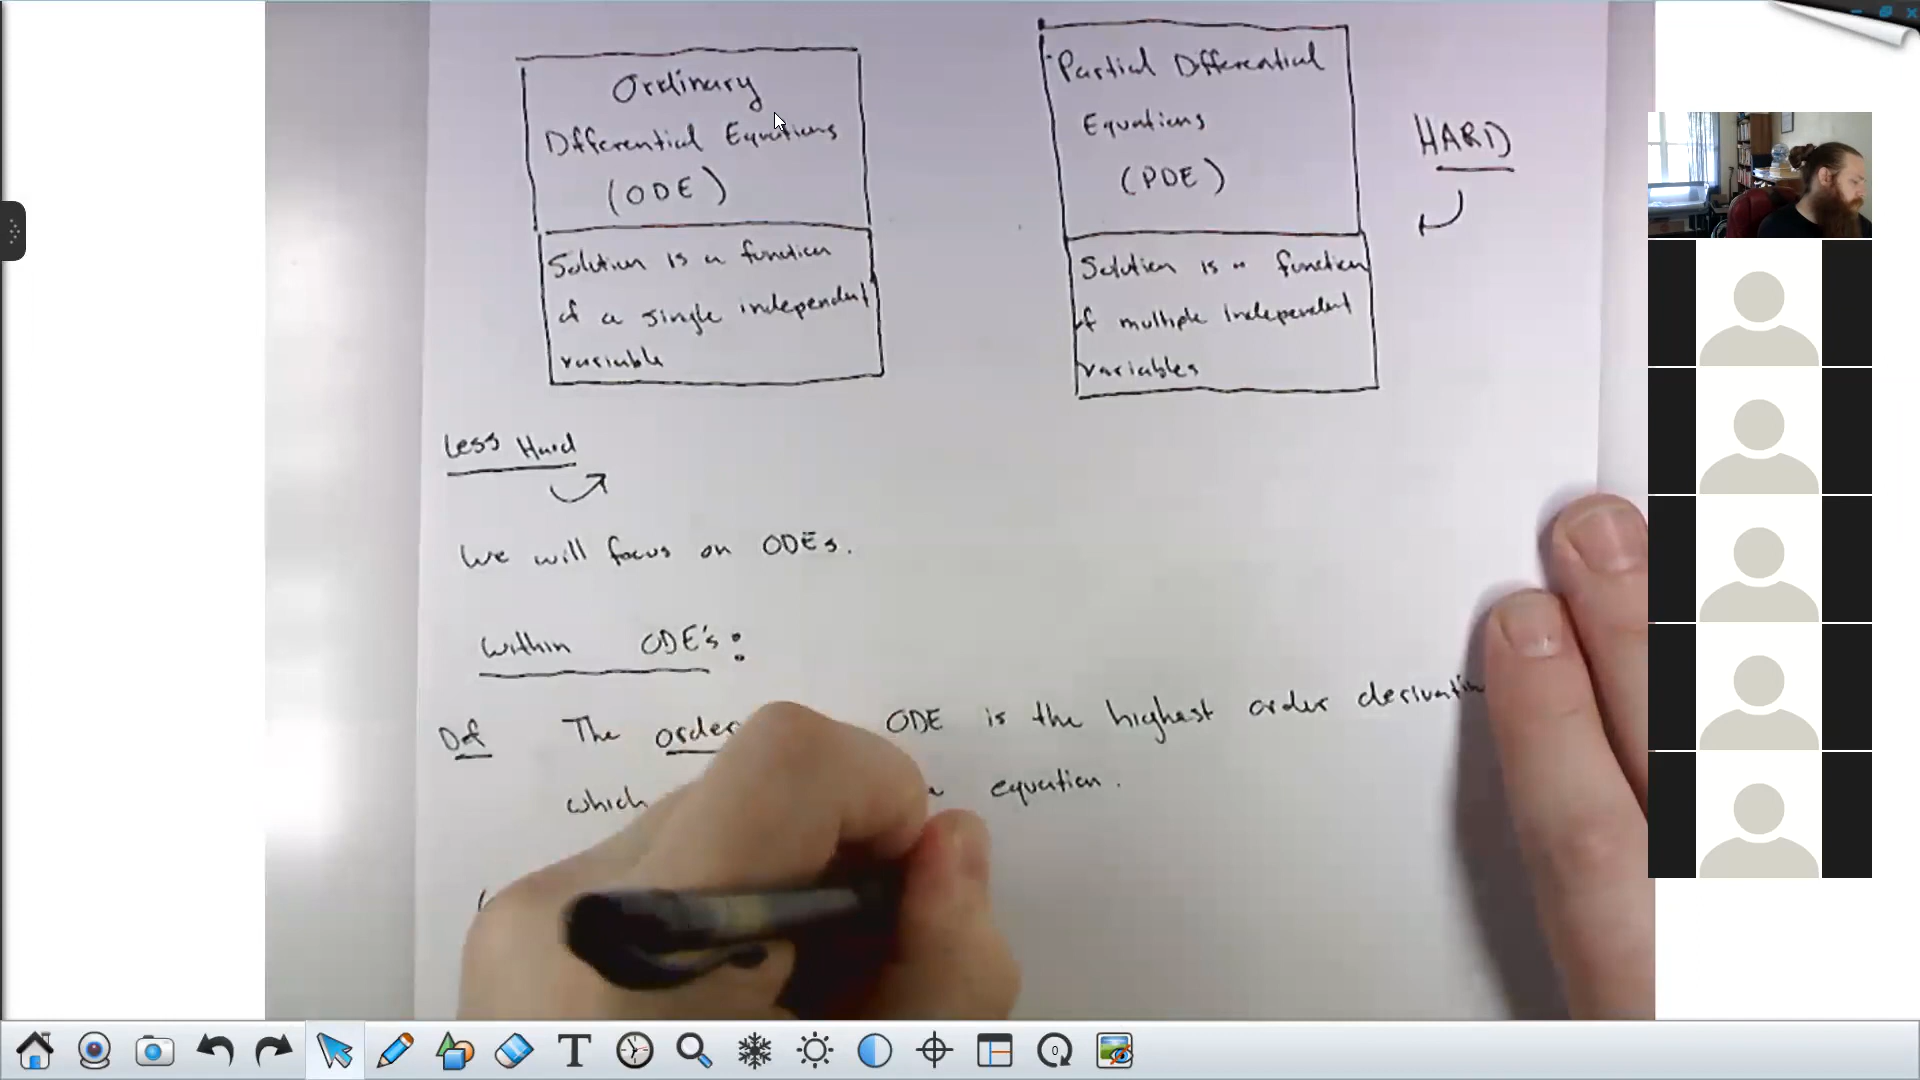 Ordinary
Differential Equations
(ODE)
Solution is a function
of a single independent
variable
Partial Differential
Equations
(PDE)
Solution is a function
of multiple independent
variables
HARD
Less Hard
We will focus on ODEs.
Within ODE's:
Def The order ODE is the highest order derivative
which equation.
T
0